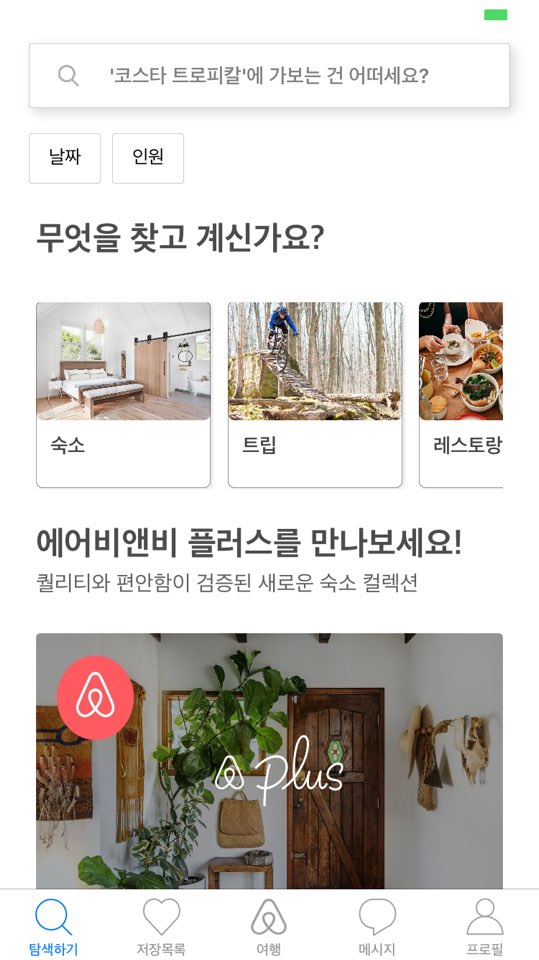 '코스타 트로피칼'에 가보는 건 어떠세요?
날짜
인원
무엇을 찾고 계신가요?
숙소
트립
레스토랑
에어비앤비 플러스를 만나보세요!
퀄리티와 편안함이 검증된 새로운 숙소 컬렉션
plus
탐색하기
저장목록
여행
메시지
프로필